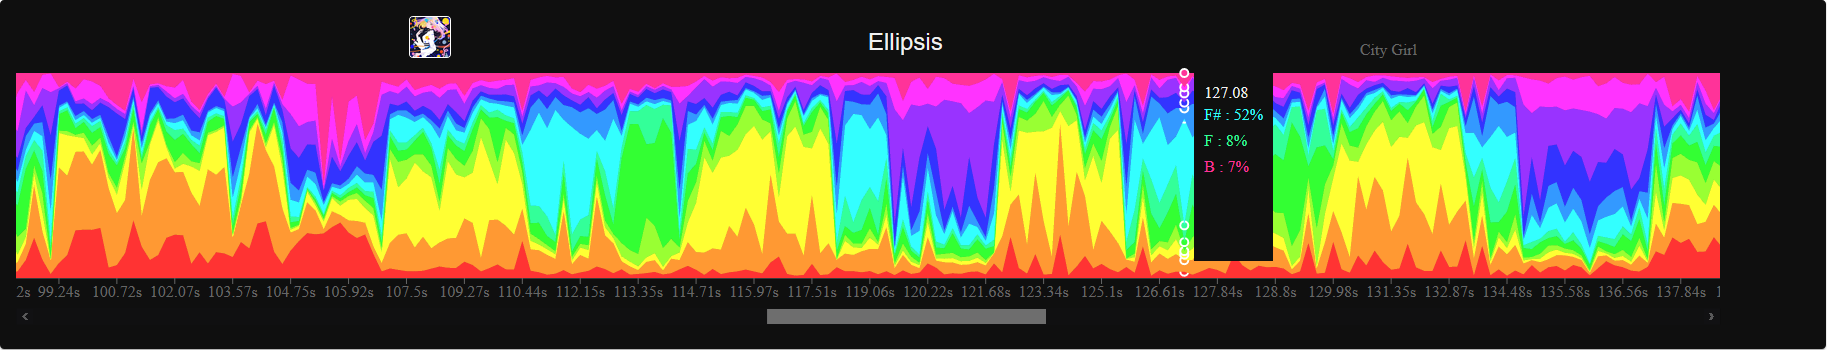 Ellipsis
City Girl
127.08
F# : 52%
F : 8%
B : 7%
2s 99.24s 100.72s 102.07s 103.57s 104.75s 105.92s 107.5s 109.27s 110.44s 112.15s 113.35s 114.71s 115.97s 117.51s 119.06s 120.22s 121.68s 123.34s 125.1s 126.61s 127.84s 128.8s 129.98s 131.35s 132.87s 134.48s 135.58s 136.56s 137.84s 1